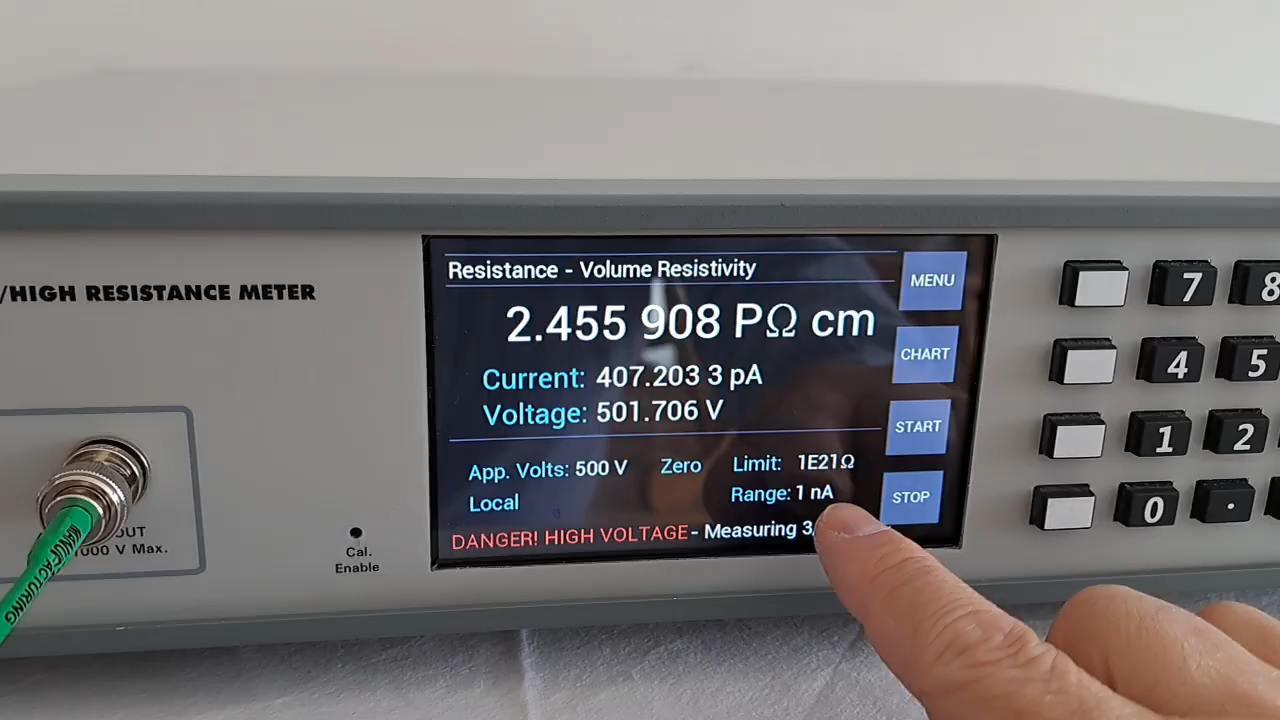 /HIGH RESISTANCE METER
Resistance - Volume Resistivity
2.455 908 PΩ cm
Current: 407.203 3 pA
Voltage: 501.706 V
App. Volts: 500 V Zero Limit: 1E21Ω
Local Range: 1 nA
DANGER! HIGH VOLTAGE - Measuring 3
MENU
CHART
START
STOP
7 8
4 5
1 2
0 .
OUT
000 V Max.
Cal.
Enable
MANUFACTURING